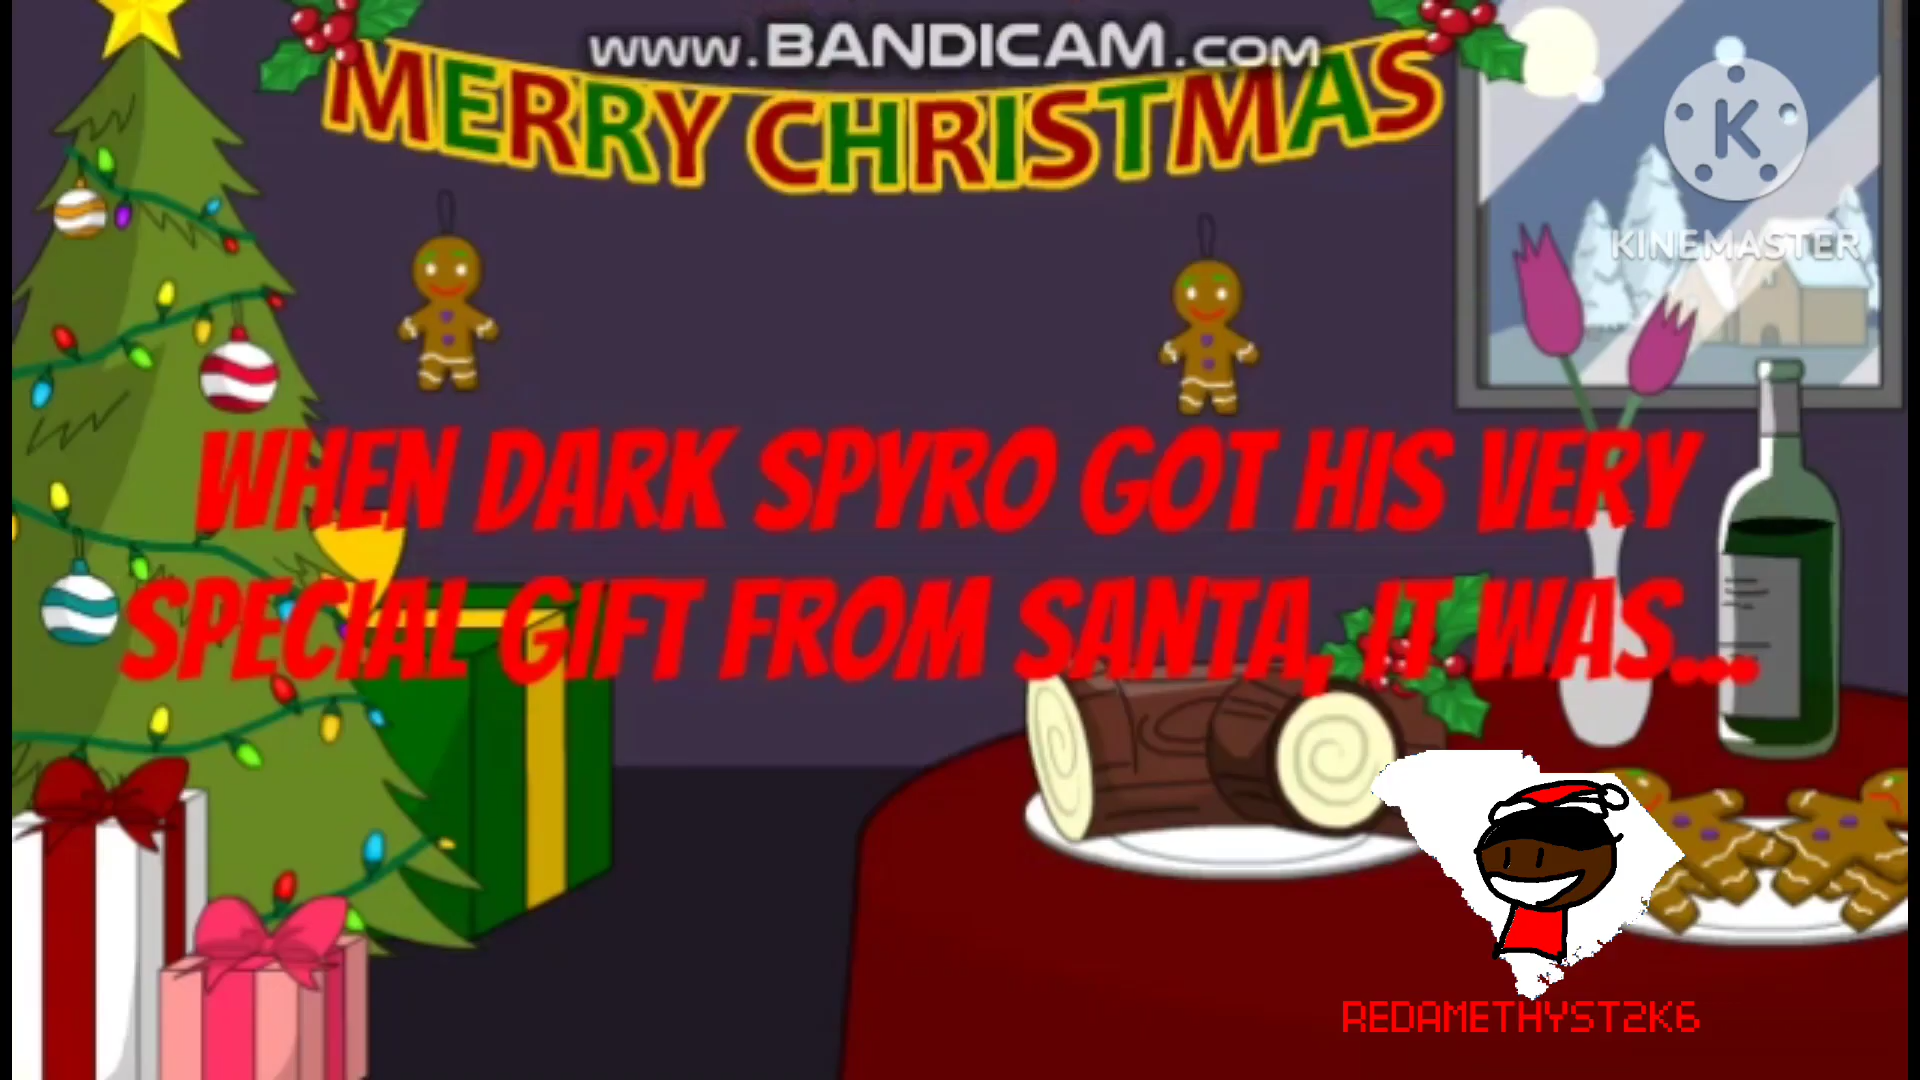 www.BANDICAM.com
MERRY CHRISTMAS
K
KINEMASTER
WHEN DARK SPYRO GOT HIS VERY
SPECIAL GIFT FROM SANTA, IT WAS...
REDAMETHYST2K6